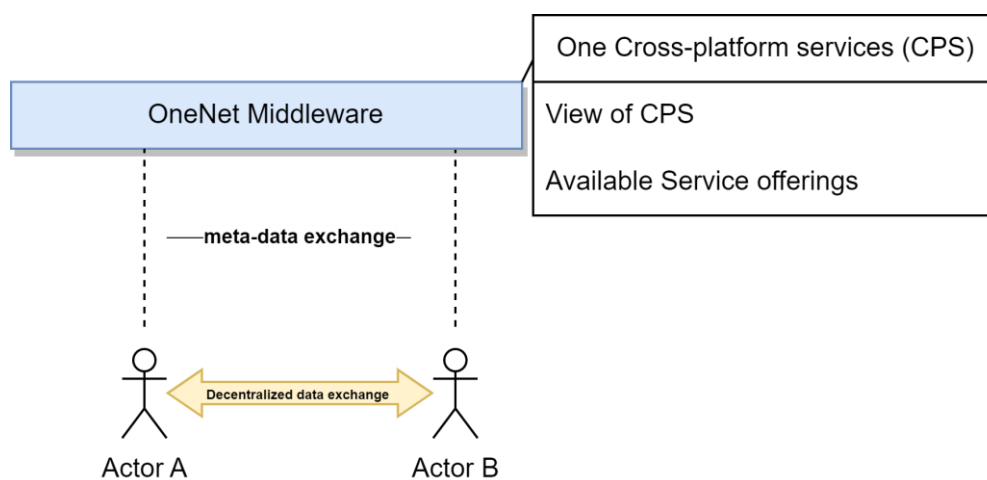 One Cross-platform services (CPS)
OneNet Middleware
View of CPS
Available Service offerings
meta-data exchange
Decentralized data exchange
Actor A
Actor B